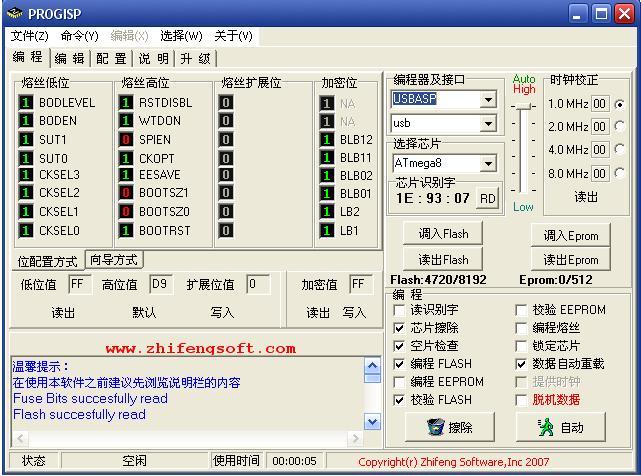 PROGISP
文件(Z) 命令(Y) 编辑(X) 选择(W) 关于(V)
编 程 编 辑 配 置 说 明 升 级
熔丝低位 熔丝高位 熔丝扩展位 加密位
1 BODLEVEL 1 RSTDISBL 0 1 NA
1 BODEN 1 WTDON 0 1 NA
1 SUT1 0 SPIEN 0 1 BLB12
1 SUT0 1 CKOPT 0 1 BLB11
1 CKSEL3 1 EESAVE 0 1 BLB02
1 CKSEL2 0 BOOTSZ1 0 1 BLB01
1 CKSEL1 0 BOOTSZ0 0 1 LB2
1 CKSEL0 1 BOOTRST 0 1 LB1
位配置方式 向导方式
低位值 FF 高位值 D9 扩展位值 0 加密值 FF
读出 默认 写入 读出 写入
www.zhifengsoft.com
温馨提示：
在使用本软件之前建议先浏览说明栏的内容
Fuse Bits succesfully read
Flash succesfully read
编程器及接口
USBASP
usb
选择芯片
ATmega8
芯片识别字
1E : 93 : 07 RD
Auto
High
Low
时钟校正
1.0 MHz 00
2.0 MHz 00
4.0 MHz 00
8.0 MHz 00
读出
调入Flash 调入Eprom
读出Flash 读出Eprom
Flash:4720/8192 Eprom:0/512
编 程
读识别字 校验 EEPROM
芯片擦除 编程熔丝
空片检查 锁定芯片
编程 FLASH 数据自动重载
编程 EEPROM 提供时钟
校验 FLASH 脱机数据
擦除 自动
状态 空闲 使用时间 00:00:05 Copyright(r) Zhifeng Software,Inc 2007